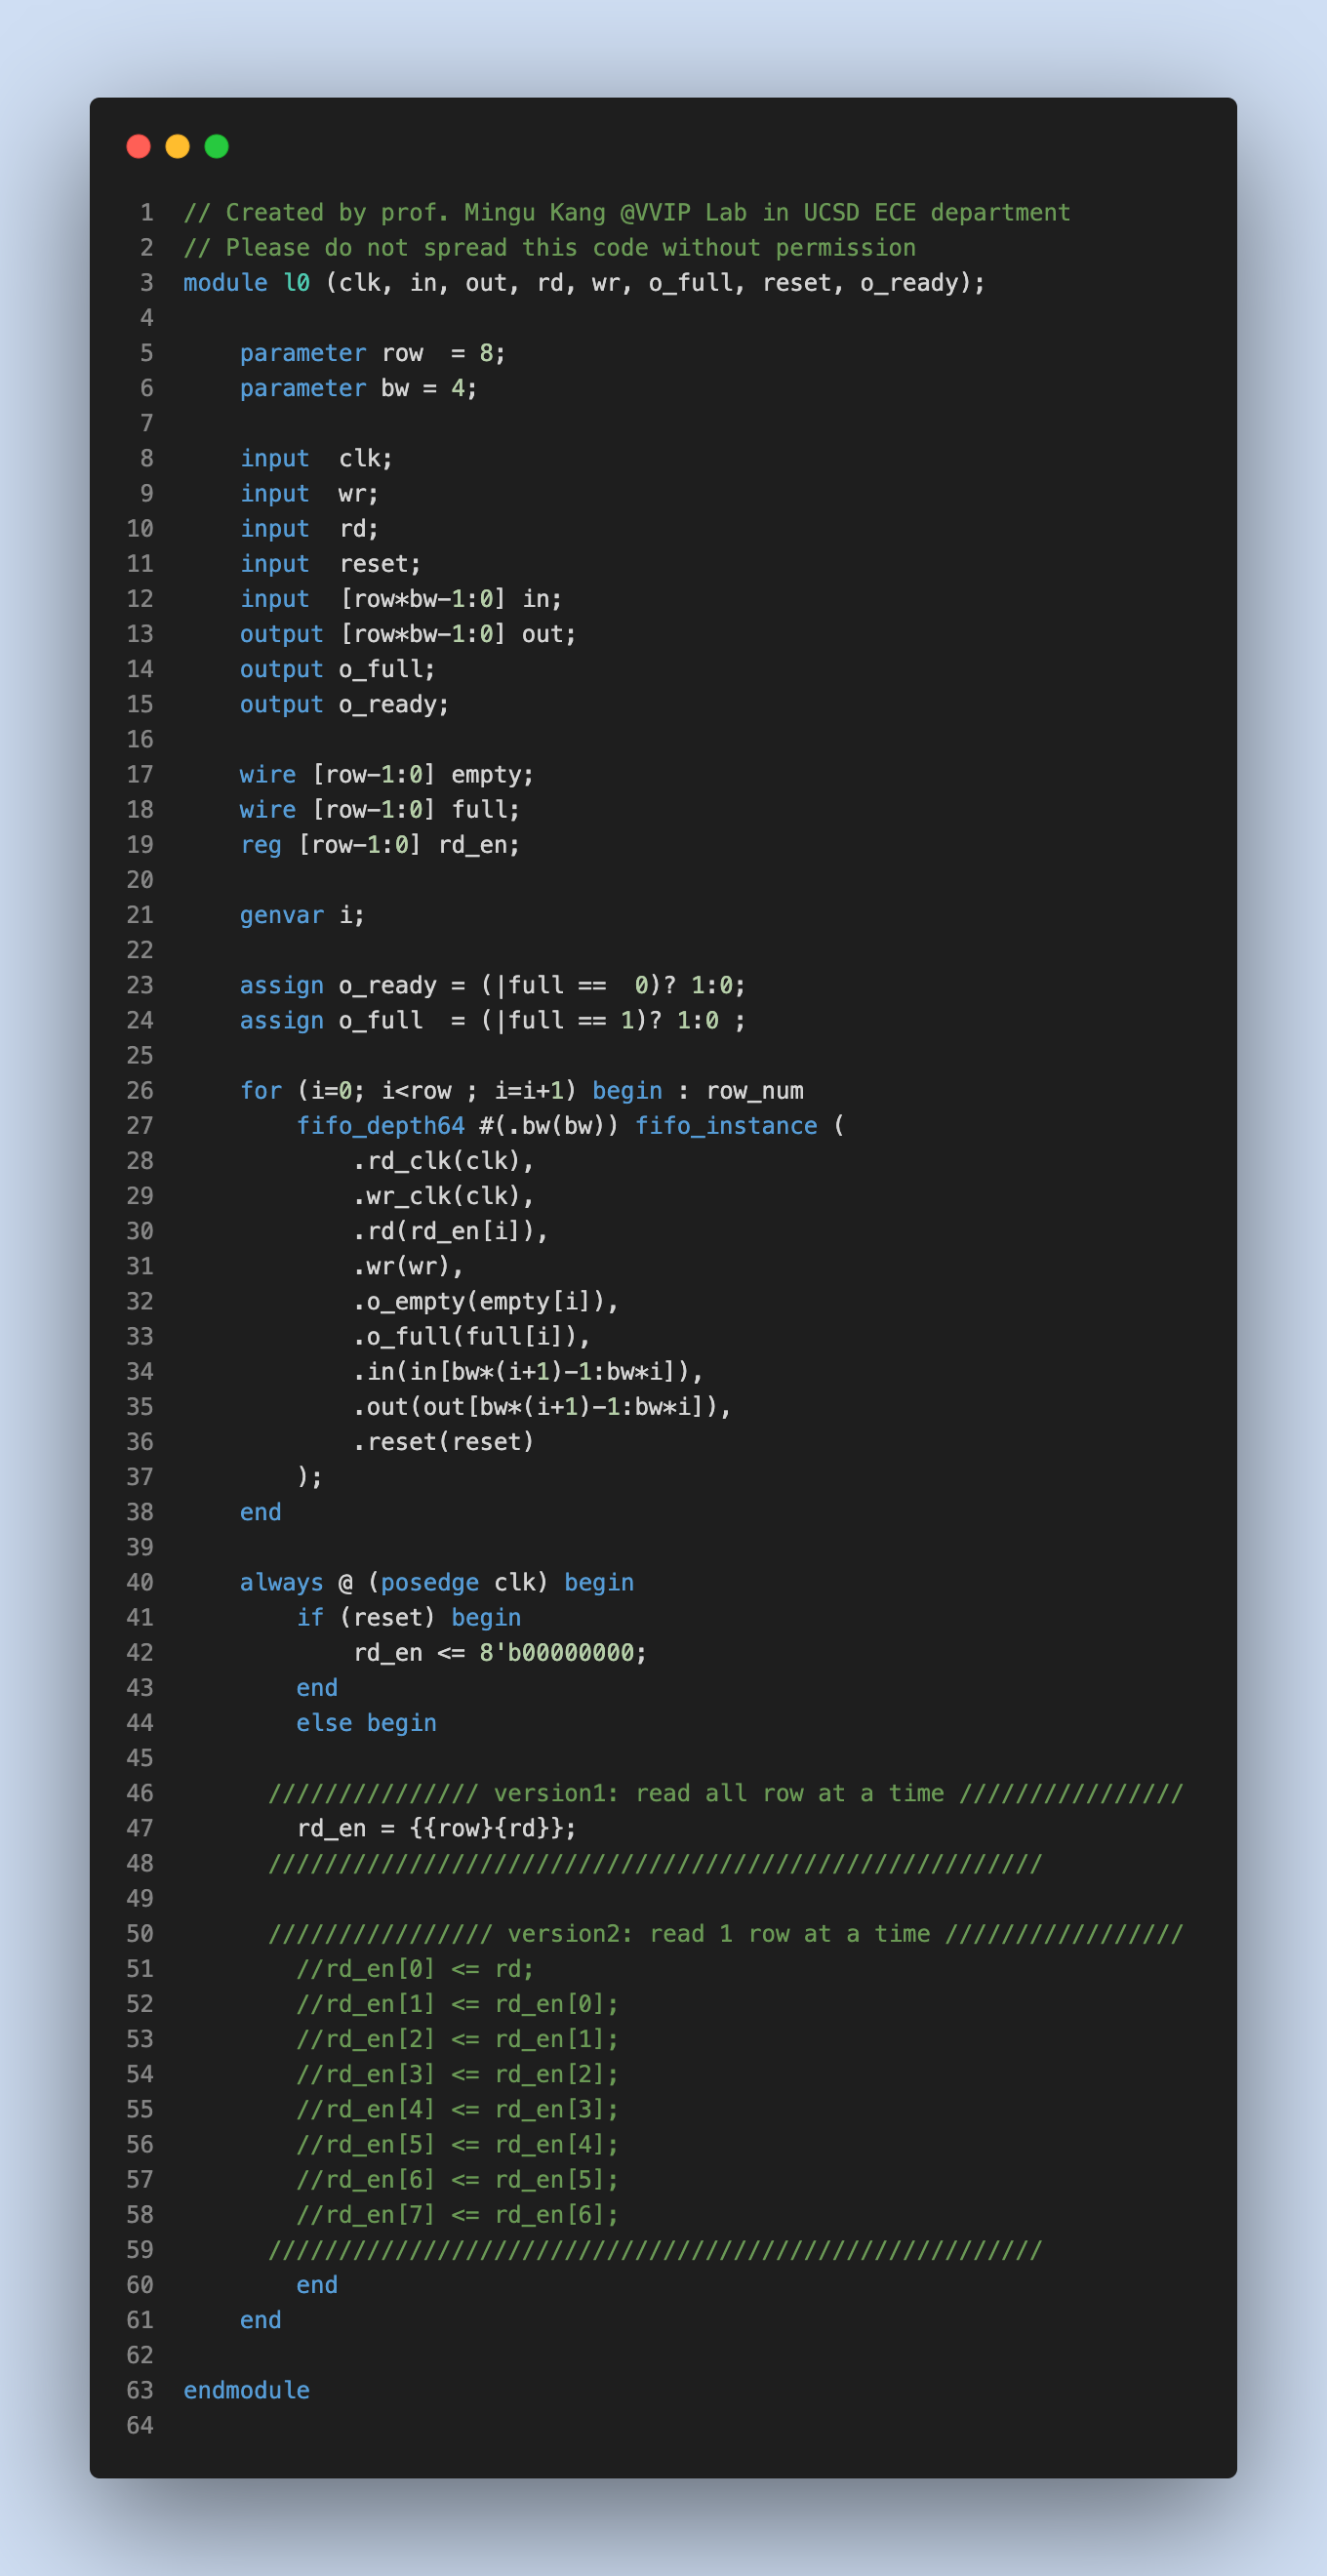 1 // Created by prof. Mingu Kang @VVIP Lab in UCSD ECE department
2 // Please do not spread this code without permission
3 module l0 (clk, in, out, rd, wr, o_full, reset, o_ready);
4
5     parameter row  = 8;
6     parameter bw = 4;
7
8     input  clk;
9     input  wr;
10     input  rd;
11     input  reset;
12     input  [row*bw-1:0] in;
13     output [row*bw-1:0] out;
14     output o_full;
15     output o_ready;
16
17     wire [row-1:0] empty;
18     wire [row-1:0] full;
19     reg [row-1:0] rd_en;
20
21     genvar i;
22
23     assign o_ready = (|full ==  0)? 1:0;
24     assign o_full  = (|full == 1)? 1:0 ;
25
26     for (i=0; i<row ; i=i+1) begin : row_num
27         fifo_depth64 #(.bw(bw)) fifo_instance (
28             .rd_clk(clk),
29             .wr_clk(clk),
30             .rd(rd_en[i]),
31             .wr(wr),
32             .o_empty(empty[i]),
33             .o_full(full[i]),
34             .in(in[bw*(i+1)-1:bw*i]),
35             .out(out[bw*(i+1)-1:bw*i]),
36             .reset(reset)
37         );
38     end
39
40     always @ (posedge clk) begin
41         if (reset) begin
42             rd_en <= 8'b00000000;
43         end
44         else begin
45
46       /////////////// version1: read all row at a time ////////////////
47         rd_en = {{row}{rd}};
48       ///////////////////////////////////////////////////////
49
50       //////////////// version2: read 1 row at a time /////////////////
51         //rd_en[0] <= rd;
52         //rd_en[1] <= rd_en[0];
53         //rd_en[2] <= rd_en[1];
54         //rd_en[3] <= rd_en[2];
55         //rd_en[4] <= rd_en[3];
56         //rd_en[5] <= rd_en[4];
57         //rd_en[6] <= rd_en[5];
58         //rd_en[7] <= rd_en[6];
59       ///////////////////////////////////////////////////////
60         end
61     end
62
63 endmodule
64